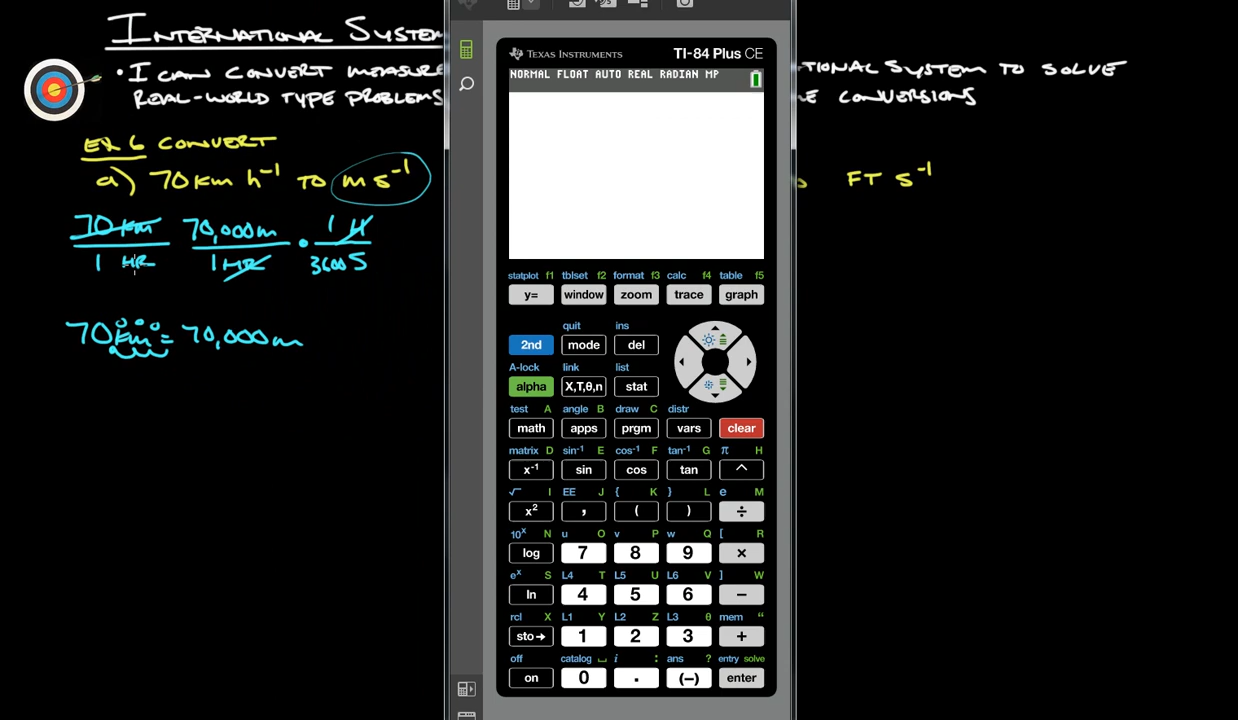 INTERNATIONAL SYSTEM
• I CAN CONVERT MEASURE
TIONAL SYSTEM TO SOLVE
REAL-WORLD TYPE PROBLEMS
E CONVERSIONS
EX 6 CONVERT
a) 70 km h⁻¹ TO m s⁻¹
FT s⁻¹
70 km 70,000m • 1 H
1 HR 1 HR 3600 S
70 km = 70,000 m
TEXAS INSTRUMENTS TI-84 Plus CE
NORMAL FLOAT AUTO REAL RADIAN MP
statplot f1 tblset f2 format f3 calc f4 table f5
y= window zoom trace graph
quit ins
2nd mode del
A-lock link list
alpha X,T,θ,n stat
test A angle B draw C distr
math apps prgm vars clear
matrix D sin⁻¹ E cos⁻¹ F tan⁻¹ G π H
x⁻¹ sin cos tan ^
√ I EE J { K } L e M
x² , ( ) ÷
10ˣ N u O v P w Q [ R
log 7 8 9 ×
eˣ S L4 T L5 U L6 V ] W
ln 4 5 6 −
rcl X L1 Y L2 Z L3 θ mem “
sto→ 1 2 3 +
off catalog ⎵ i : ans ? entry solve
on 0 . (−) enter